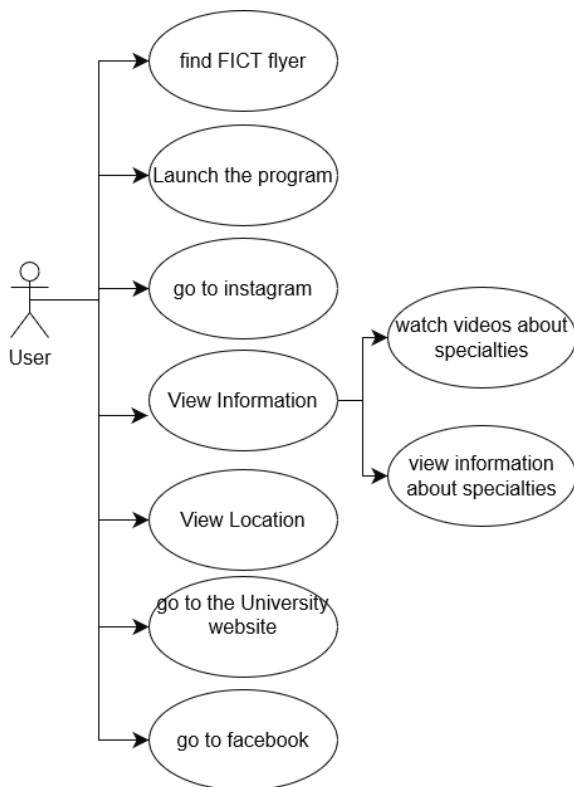 find FICT flyer
Launch the program
go to instagram
User
watch videos about
specialties
View Information
view information
about specialties
View Location
go to the University
website
go to facebook